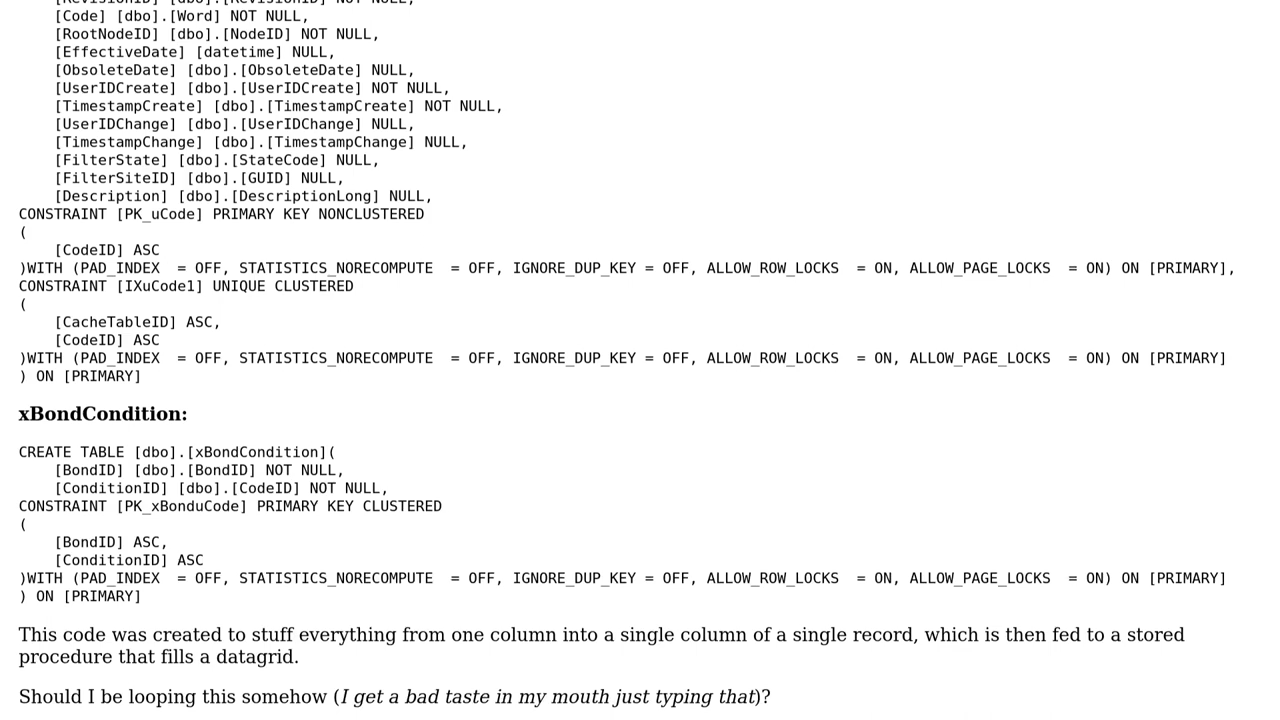 [RevisionID] [dbo].[RevisionID] NOT NULL,
[Code] [dbo].[Word] NOT NULL,
[RootNodeID] [dbo].[NodeID] NOT NULL,
[EffectiveDate] [datetime] NULL,
[ObsoleteDate] [dbo].[ObsoleteDate] NULL,
[UserIDCreate] [dbo].[UserIDCreate] NOT NULL,
[TimestampCreate] [dbo].[TimestampCreate] NOT NULL,
[UserIDChange] [dbo].[UserIDChange] NULL,
[TimestampChange] [dbo].[TimestampChange] NULL,
[FilterState] [dbo].[StateCode] NULL,
[FilterSiteID] [dbo].[GUID] NULL,
[Description] [dbo].[DescriptionLong] NULL,
CONSTRAINT [PK_uCode] PRIMARY KEY NONCLUSTERED
(
[CodeID] ASC
)WITH (PAD_INDEX  = OFF, STATISTICS_NORECOMPUTE  = OFF, IGNORE_DUP_KEY = OFF, ALLOW_ROW_LOCKS  = ON, ALLOW_PAGE_LOCKS  = ON) ON [PRIMARY],
CONSTRAINT [IXuCode1] UNIQUE CLUSTERED
(
[CacheTableID] ASC,
[CodeID] ASC
)WITH (PAD_INDEX  = OFF, STATISTICS_NORECOMPUTE  = OFF, IGNORE_DUP_KEY = OFF, ALLOW_ROW_LOCKS  = ON, ALLOW_PAGE_LOCKS  = ON) ON [PRIMARY]
) ON [PRIMARY]
xBondCondition:
CREATE TABLE [dbo].[xBondCondition](
[BondID] [dbo].[BondID] NOT NULL,
[ConditionID] [dbo].[CodeID] NOT NULL,
CONSTRAINT [PK_xBonduCode] PRIMARY KEY CLUSTERED
(
[BondID] ASC,
[ConditionID] ASC
)WITH (PAD_INDEX  = OFF, STATISTICS_NORECOMPUTE  = OFF, IGNORE_DUP_KEY = OFF, ALLOW_ROW_LOCKS  = ON, ALLOW_PAGE_LOCKS  = ON) ON [PRIMARY]
) ON [PRIMARY]
This code was created to stuff everything from one column into a single column of a single record, which is then fed to a stored
procedure that fills a datagrid.
Should I be looping this somehow (I get a bad taste in my mouth just typing that)?